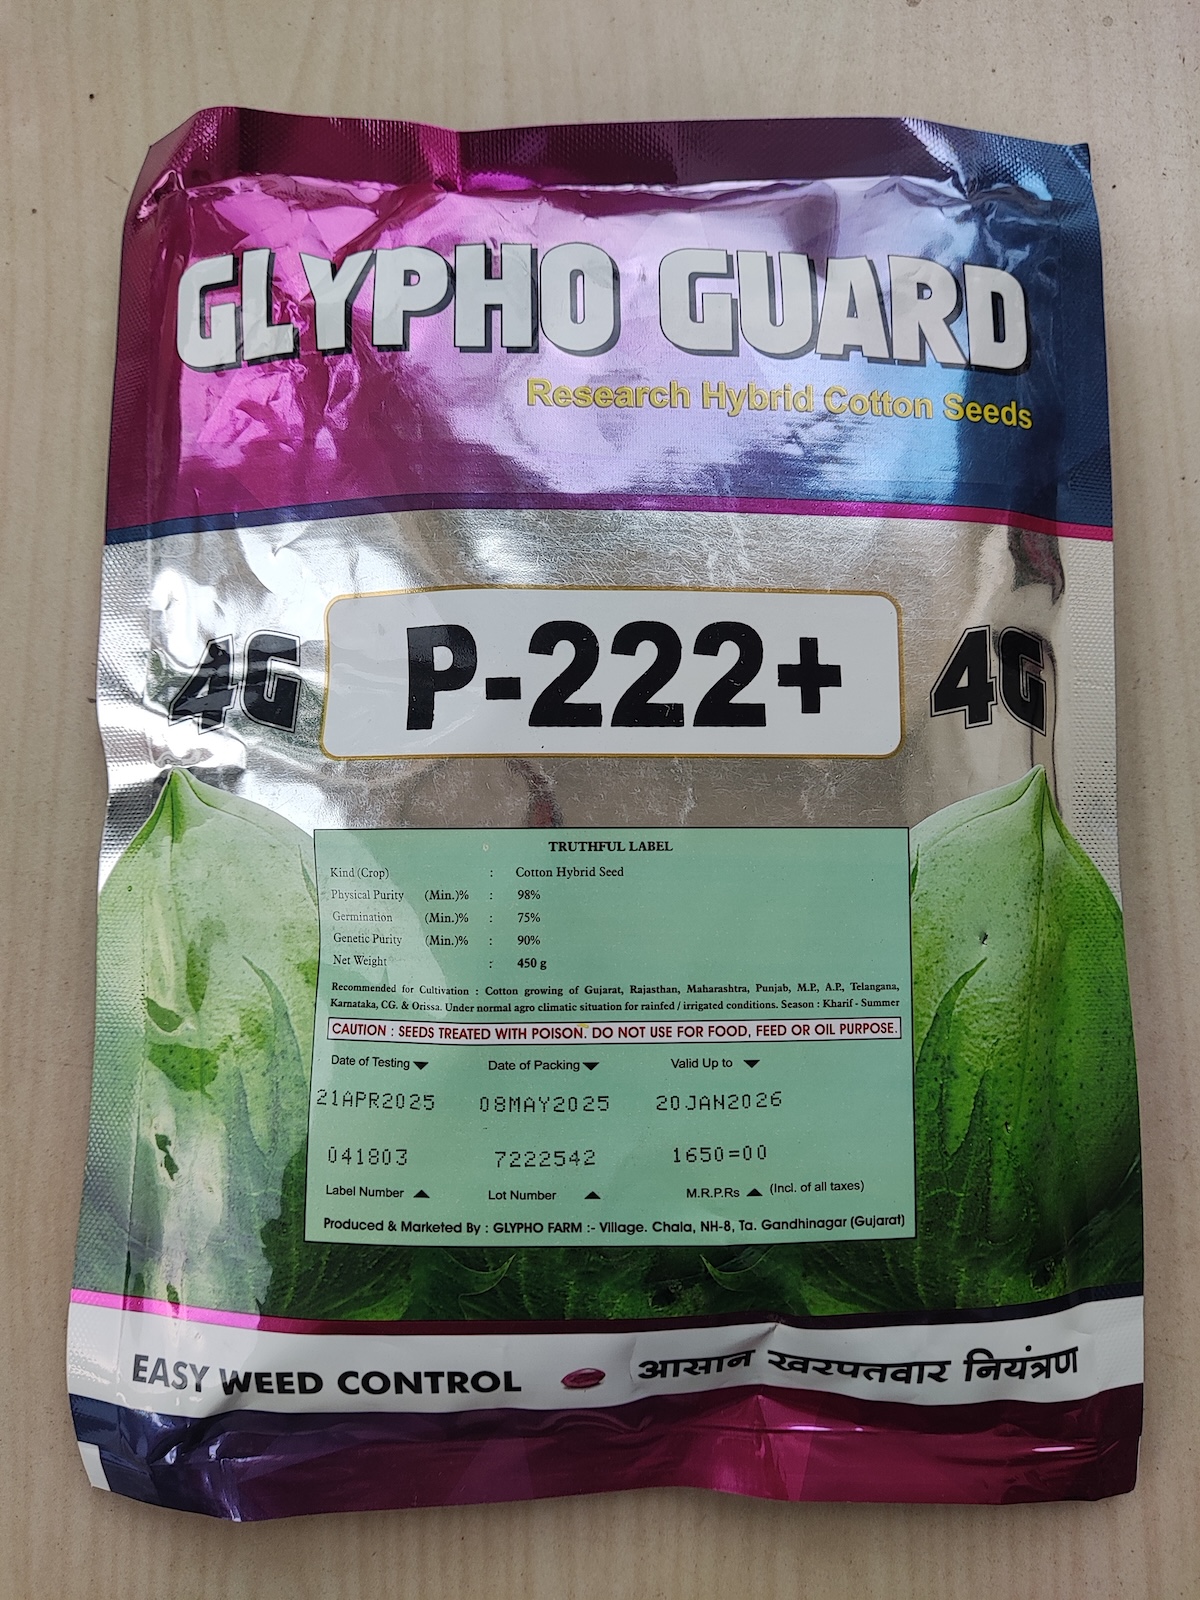 GLYPHO GUARD
Research Hybrid Cotton Seeds
4G P-222+ 4G
TRUTHFUL LABEL
Kind (Crop) : Cotton Hybrid Seed
Physical Purity (Min.)% : 98%
Germination (Min.)% : 75%
Genetic Purity (Min.)% : 90%
Net Weight : 450 g
Recommended for Cultivation : Cotton growing of Gujarat, Rajasthan, Maharashtra, Punjab, M.P., A.P., Telangana,
Karnataka, CG. & Orissa. Under normal agro climatic situation for rainfed / irrigated conditions. Season : Kharif - Summer
CAUTION : SEEDS TREATED WITH POISON. DO NOT USE FOR FOOD, FEED OR OIL PURPOSE.
Date of Testing Date of Packing Valid Up to
21APR2025 08MAY2025 20JAN2026
041803 7222542 1650=00
Label Number Lot Number M.R.P.Rs (Incl. of all taxes)
Produced & Marketed By : GLYPHO FARM :- Village. Chala, NH-8, Ta. Gandhinagar (Gujarat)
EASY WEED CONTROL आसान खरपतवार नियंत्रण